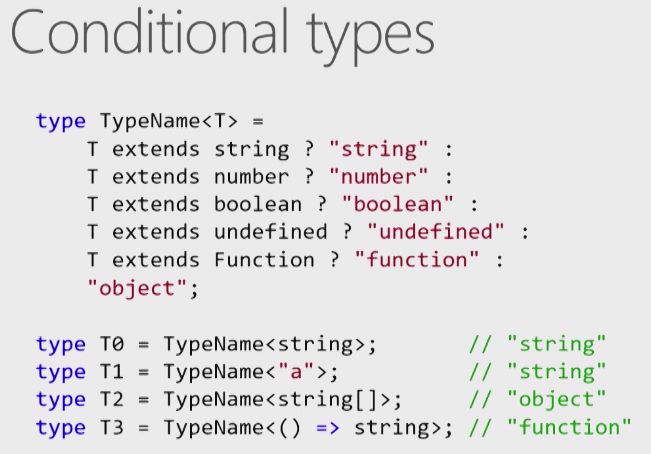 Conditional types
type TypeName<T> =
    T extends string ? "string" :
    T extends number ? "number" :
    T extends boolean ? "boolean" :
    T extends undefined ? "undefined" :
    T extends Function ? "function" :
    "object";
type T0 = TypeName<string>;        // "string"
type T1 = TypeName<"a">;           // "string"
type T2 = TypeName<string[]>;      // "object"
type T3 = TypeName<() => string>; // "function"